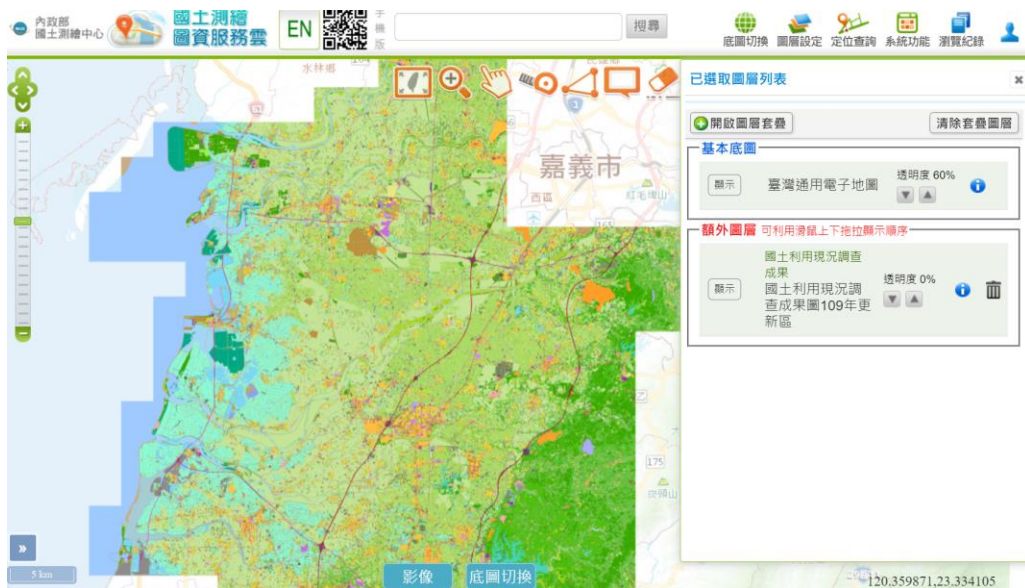 內政部
國土測繪中心
國土測繪
圖資服務雲
EN
手機版
搜尋
底圖切換
圖層設定
定位查詢
系統功能
瀏覽紀錄
水林鄉
164
61
1
嘉義市
西區
紅毛埤山
165
175
已選取圖層列表
開啟圖層套疊
清除套疊圖層
基本底圖
顯示
臺灣通用電子地圖
透明度 60%
額外圖層 可利用滑鼠上下拖拉顯示順序
顯示
國土利用現況調查
成果
國土利用現況調
查成果圖109年更
新區
透明度 0%
»
5 km
影像
底圖切換
120.359871,23.334105